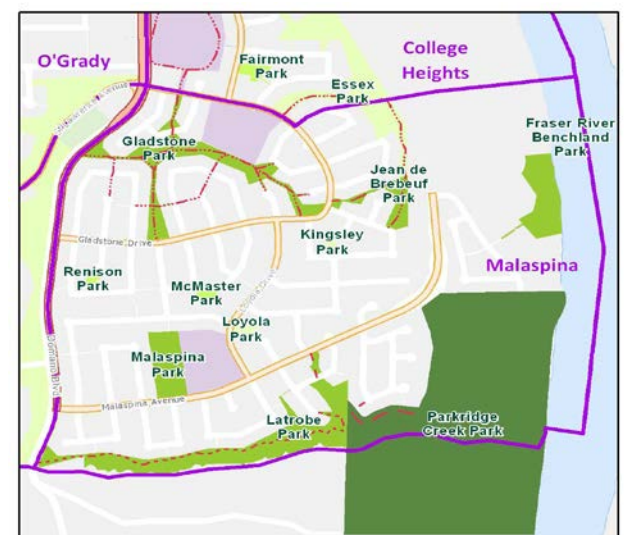 O'Grady
Fairmont
Park
College
Heights
Essex
Park
Fraser River
Benchland
Park
Gladstone
Park
Jean de
Brebeuf
Park
Gladstone Drive
Kingsley
Park
Malaspina
Renison
Park
McMaster
Park
Loyola
Park
Malaspina
Park
Malaspina Avenue
Latrobe
Park
Parkridge
Creek Park